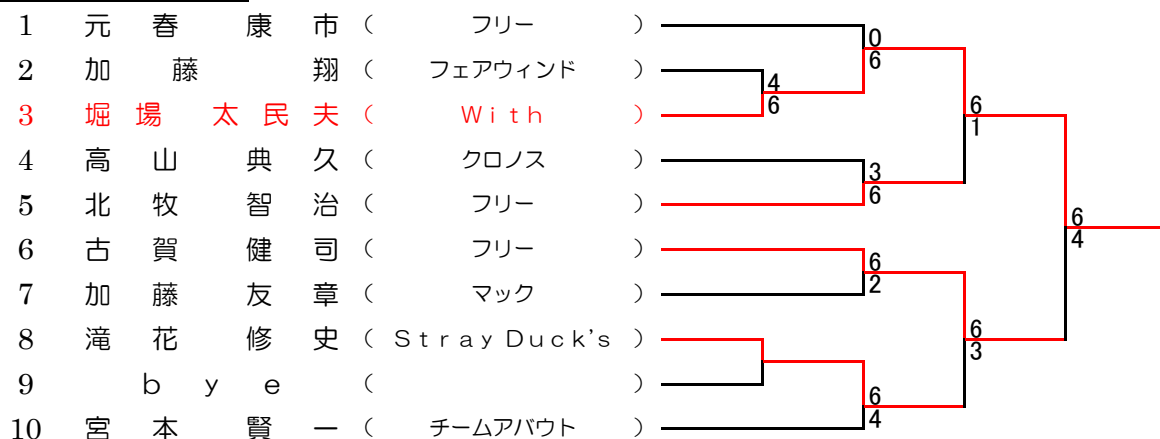 1 元春 康市 ( フリー ) 0
2 加藤 翔 ( フェアウィンド ) 6
4
3 堀場 太民夫 ( With ) 6 6
1
4 高山 典久 ( クロノス ) 3
5 北牧 智治 ( フリー ) 6 6
4
6 古賀 健司 ( フリー ) 6
7 加藤 友章 ( マック ) 2
8 滝花 修史 ( Stray Duck's ) 6
3
9 bye ( ) 6
10 宮本 賢一 ( チームアバウト ) 4